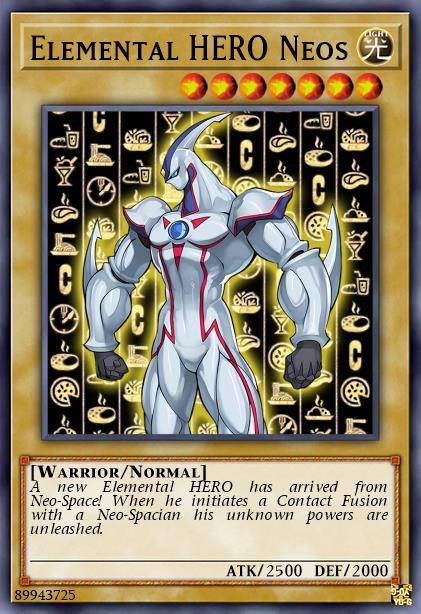 Elemental HERO Neos
LIGHT
光
[Warrior/Normal]
A new Elemental HERO has arrived from
Neo-Space! When he initiates a Contact Fusion
with a Neo-Spacian his unknown powers are
unleashed.
ATK/2500 DEF/2000
89943725